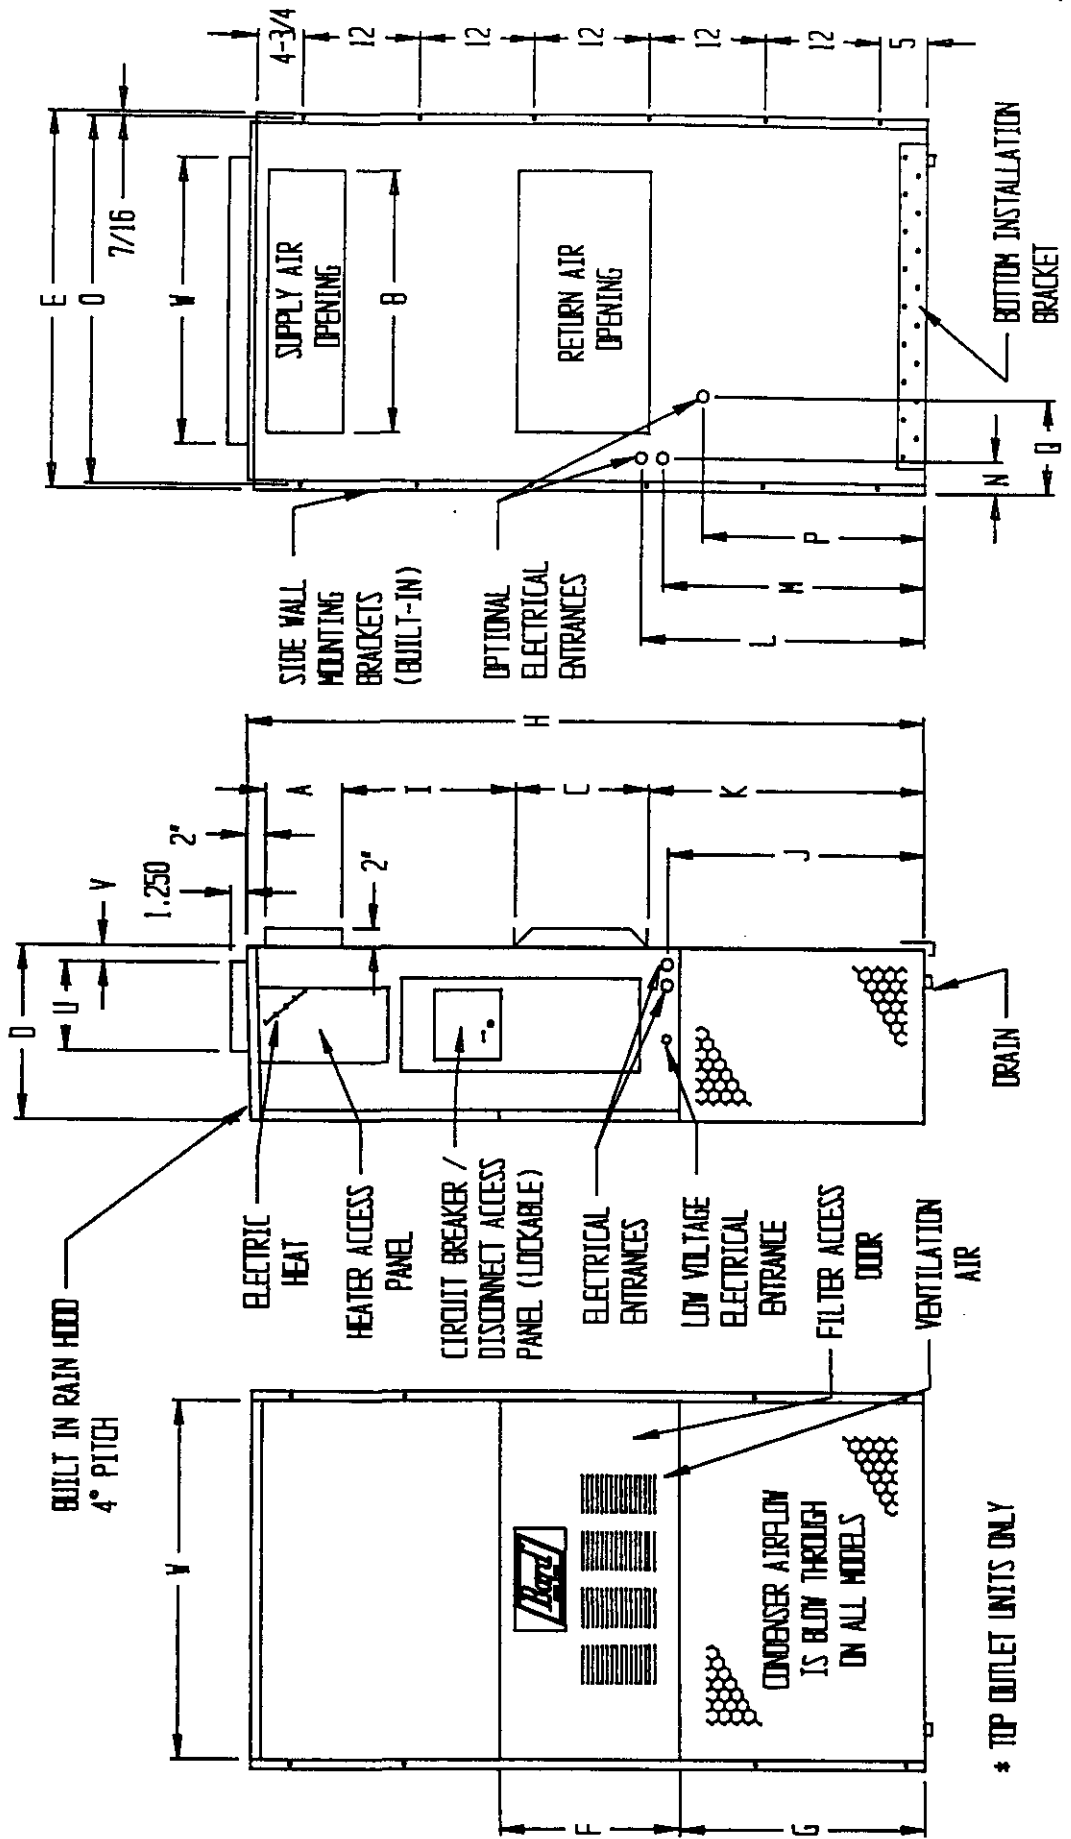 W
BUILT IN RAIN HOOD
4° PITCH
F
G
Bard
CONDENSER AIRFLOW
IS BLOW THROUGH
ON ALL MODELS
* TOP OUTLET UNITS ONLY
ELECTRIC
HEAT
HEATER ACCESS
PANEL
CIRCUIT BREAKER /
DISCONNECT ACCESS
PANEL (LOCKABLE)
ELECTRICAL
ENTRANCES
LOW VOLTAGE
ELECTRICAL
ENTRANCE
FILTER ACCESS
DOOR
VENTILATION
AIR
D
U
V
1.250
2"
A
I
2"
C
H
K
J
DRAIN
SIDE WALL
MOUNTING
BRACKETS
(BUILT-IN)
OPTIONAL
ELECTRICAL
ENTRANCES
L
M
P
N
Q
E
O
W
7/16
SUPPLY AIR
OPENING
B
RETURN AIR
OPENING
4-3/4
12
12
12
12
12
5
BOTTOM INSTALLATION
BRACKET